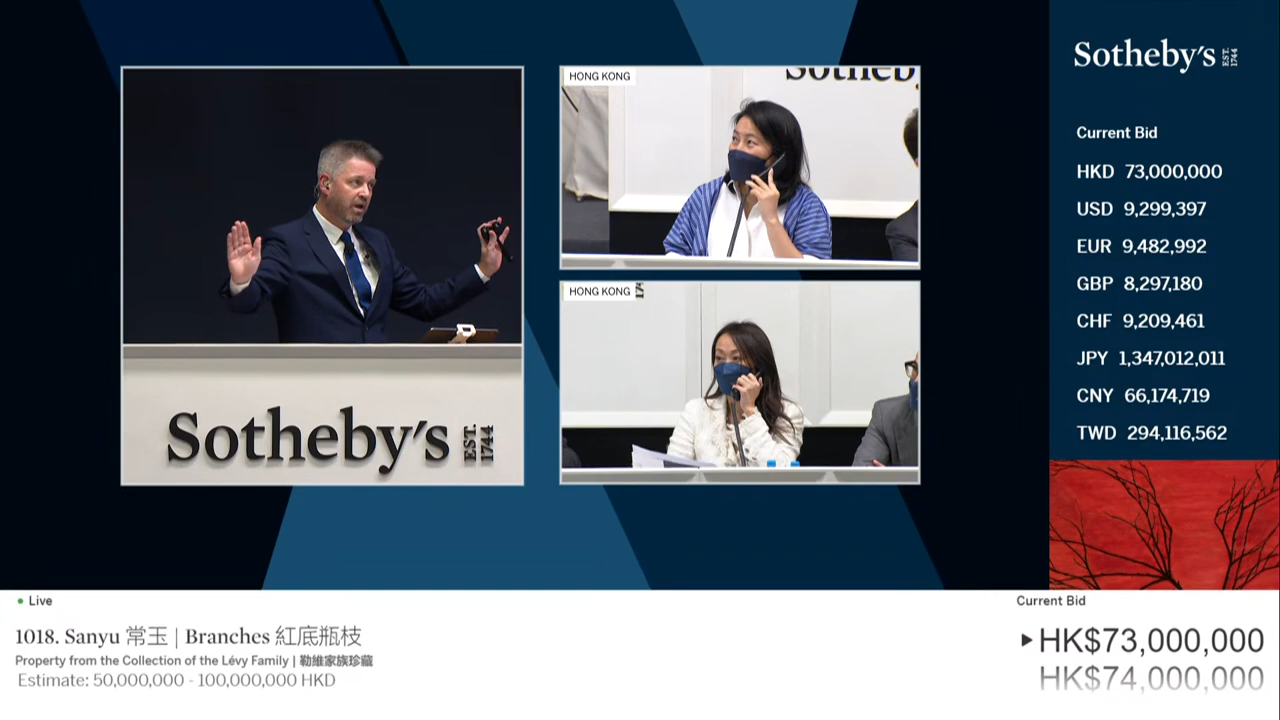 HONG KONG
Sotheby's
Sotheby's EST. 1744
HONG KONG
Sotheby's EST. 1744
Current Bid
HKD 73,000,000
USD 9,299,397
EUR 9,482,992
GBP 8,297,180
CHF 9,209,461
JPY 1,347,012,011
CNY 66,174,719
TWD 294,116,562
Live
1018. Sanyu 常玉 | Branches 紅底瓶枝
Property from the Collection of the Lévy Family | 勒維家族珍藏
Estimate: 50,000,000 - 100,000,000 HKD
Current Bid
HK$73,000,000
HK$74,000,000